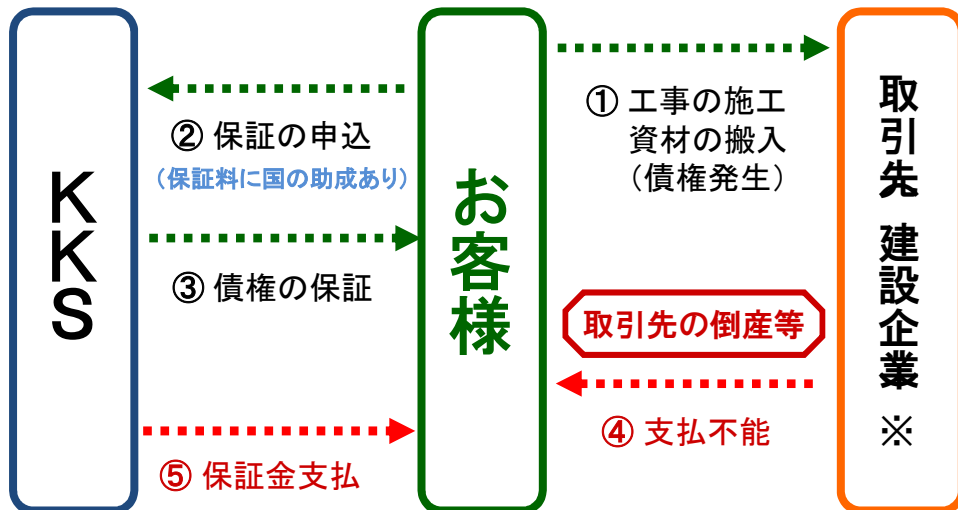 KKS
② 保証の申込
（保証料に国の助成あり）
③ 債権の保証
⑤ 保証金支払
お客様
① 工事の施工
資材の搬入
（債権発生）
取引先の倒産等
④ 支払不能
取引先 建設企業 ※